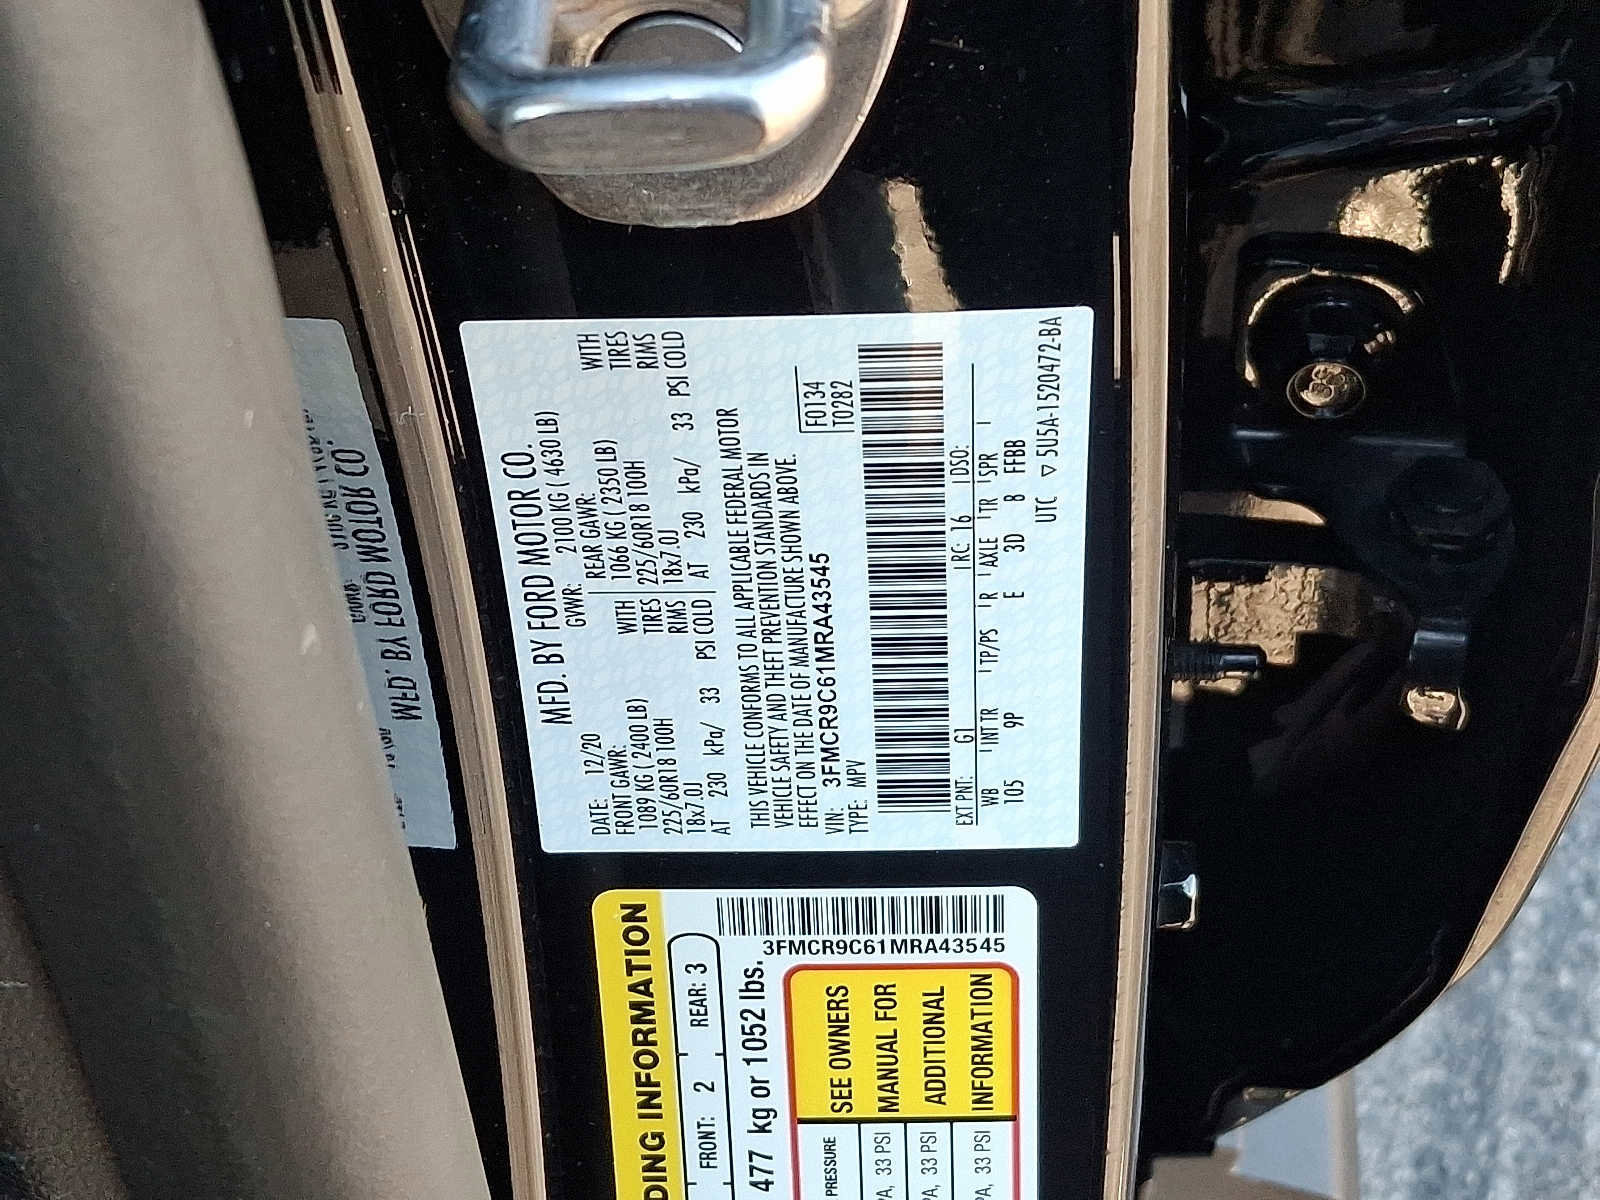 MFD. BY FORD MOTOR CO.
DATE: 12/20 GVWR: 2100 KG ( 4630 LB)
FRONT GAWR: REAR GAWR:
1089 KG ( 2400 LB) WITH 1066 KG ( 2350 LB) WITH
225/60R18 100H TIRES 225/60R18 100H TIRES
18x7.0J RIMS 18x7.0J RIMS
AT 230 kPa/ 33 PSI COLD AT 230 kPa/ 33 PSI COLD
THIS VEHICLE CONFORMS TO ALL APPLICABLE FEDERAL MOTOR
VEHICLE SAFETY AND THEFT PREVENTION STANDARDS IN
EFFECT ON THE DATE OF MANUFACTURE SHOWN ABOVE.
VIN: 3FMCR9C61MRA43545 F0134
TYPE: MPV T0282
EXT PNT: G1 RC: 16 DSO:
WB INT TR TP/PS R AXLE TR SPR
105 9P E 3D 8 FFBB
UTC ▽ 5U5A-1520472-BA
DING INFORMATION
FRONT: 2 REAR: 3
477 kg or 1052 lbs.
3FMCR9C61MRA43545
PRESSURE
PA, 33 PSI
PA, 33 PSI
PA, 33 PSI
SEE OWNERS
MANUAL FOR
ADDITIONAL
INFORMATION
MFD. BY FORD MOTOR CO.